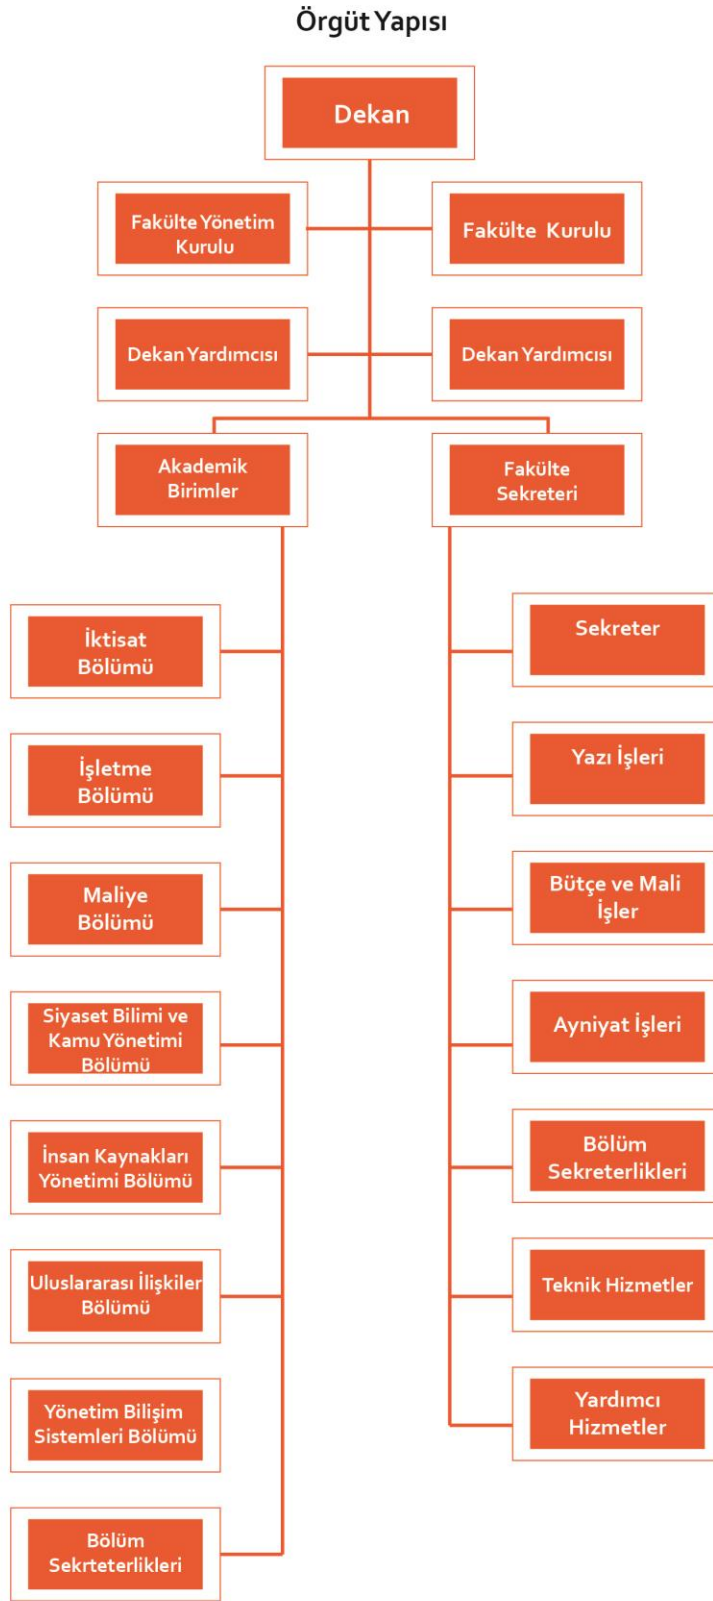 Örgüt Yapısı
Dekan
Fakülte Yönetim
Kurulu
Fakülte Kurulu
Dekan Yardımcısı
Dekan Yardımcısı
Akademik
Birimler
Fakülte
Sekreteri
İktisat
Bölümü
İşletme
Bölümü
Maliye
Bölümü
Siyaset Bilimi ve
Kamu Yönetimi
Bölümü
İnsan Kaynakları
Yönetimi Bölümü
Uluslararası İlişkiler
Bölümü
Yönetim Bilişim
Sistemleri Bölümü
Bölüm
Sekrteterlikleri
Sekreter
Yazı İşleri
Bütçe ve Mali
İşler
Ayniyat İşleri
Bölüm
Sekreterlikleri
Teknik Hizmetler
Yardımcı
Hizmetler